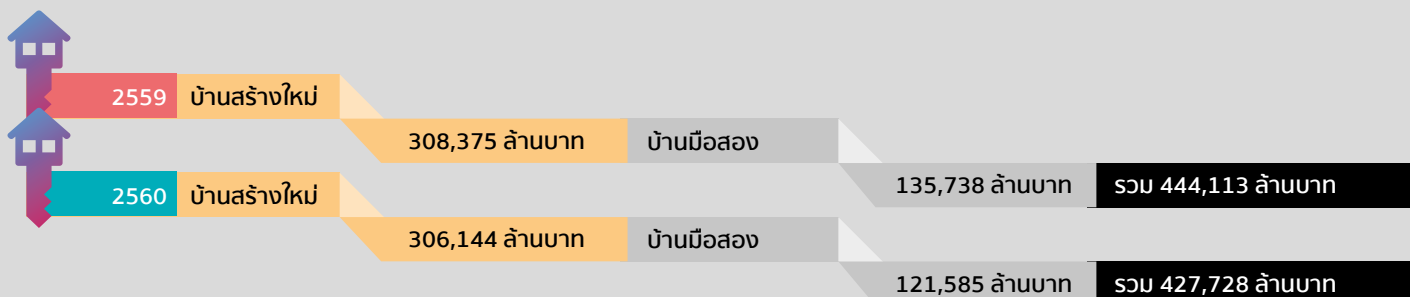 2559 บ้านสร้างใหม่
308,375 ล้านบาท บ้านมือสอง
135,738 ล้านบาท รวม 444,113 ล้านบาท
2560 บ้านสร้างใหม่
306,144 ล้านบาท บ้านมือสอง
121,585 ล้านบาท รวม 427,728 ล้านบาท